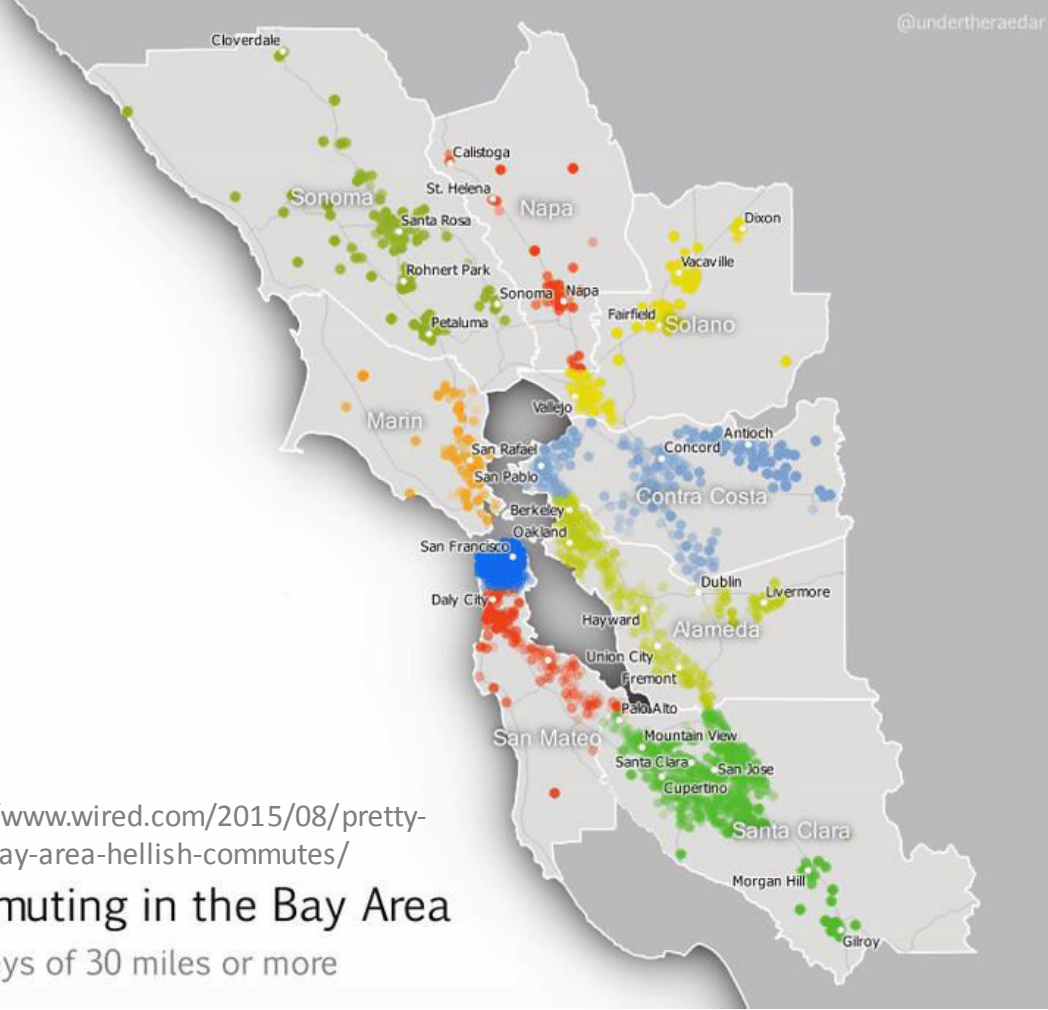 @undertheraedar
Cloverdale
Calistoga
St. Helena
Sonoma
Napa
Santa Rosa
Dixon
Vacaville
Rohnert Park
Sonoma
Napa
Fairfield
Solano
Petaluma
Vallejo
Marin
Antioch
Concord
San Rafael
San Pablo
Contra Costa
Berkeley
Oakland
San Francisco
Dublin
Livermore
Daly City
Hayward
Alameda
Union City
Fremont
Palo Alto
San Mateo
Mountain View
Santa Clara
San Jose
Cupertino
Santa Clara
Morgan Hill
Gilroy
/www.wired.com/2015/08/pretty-
ay-area-hellish-commutes/
muting in the Bay Area
eys of 30 miles or more